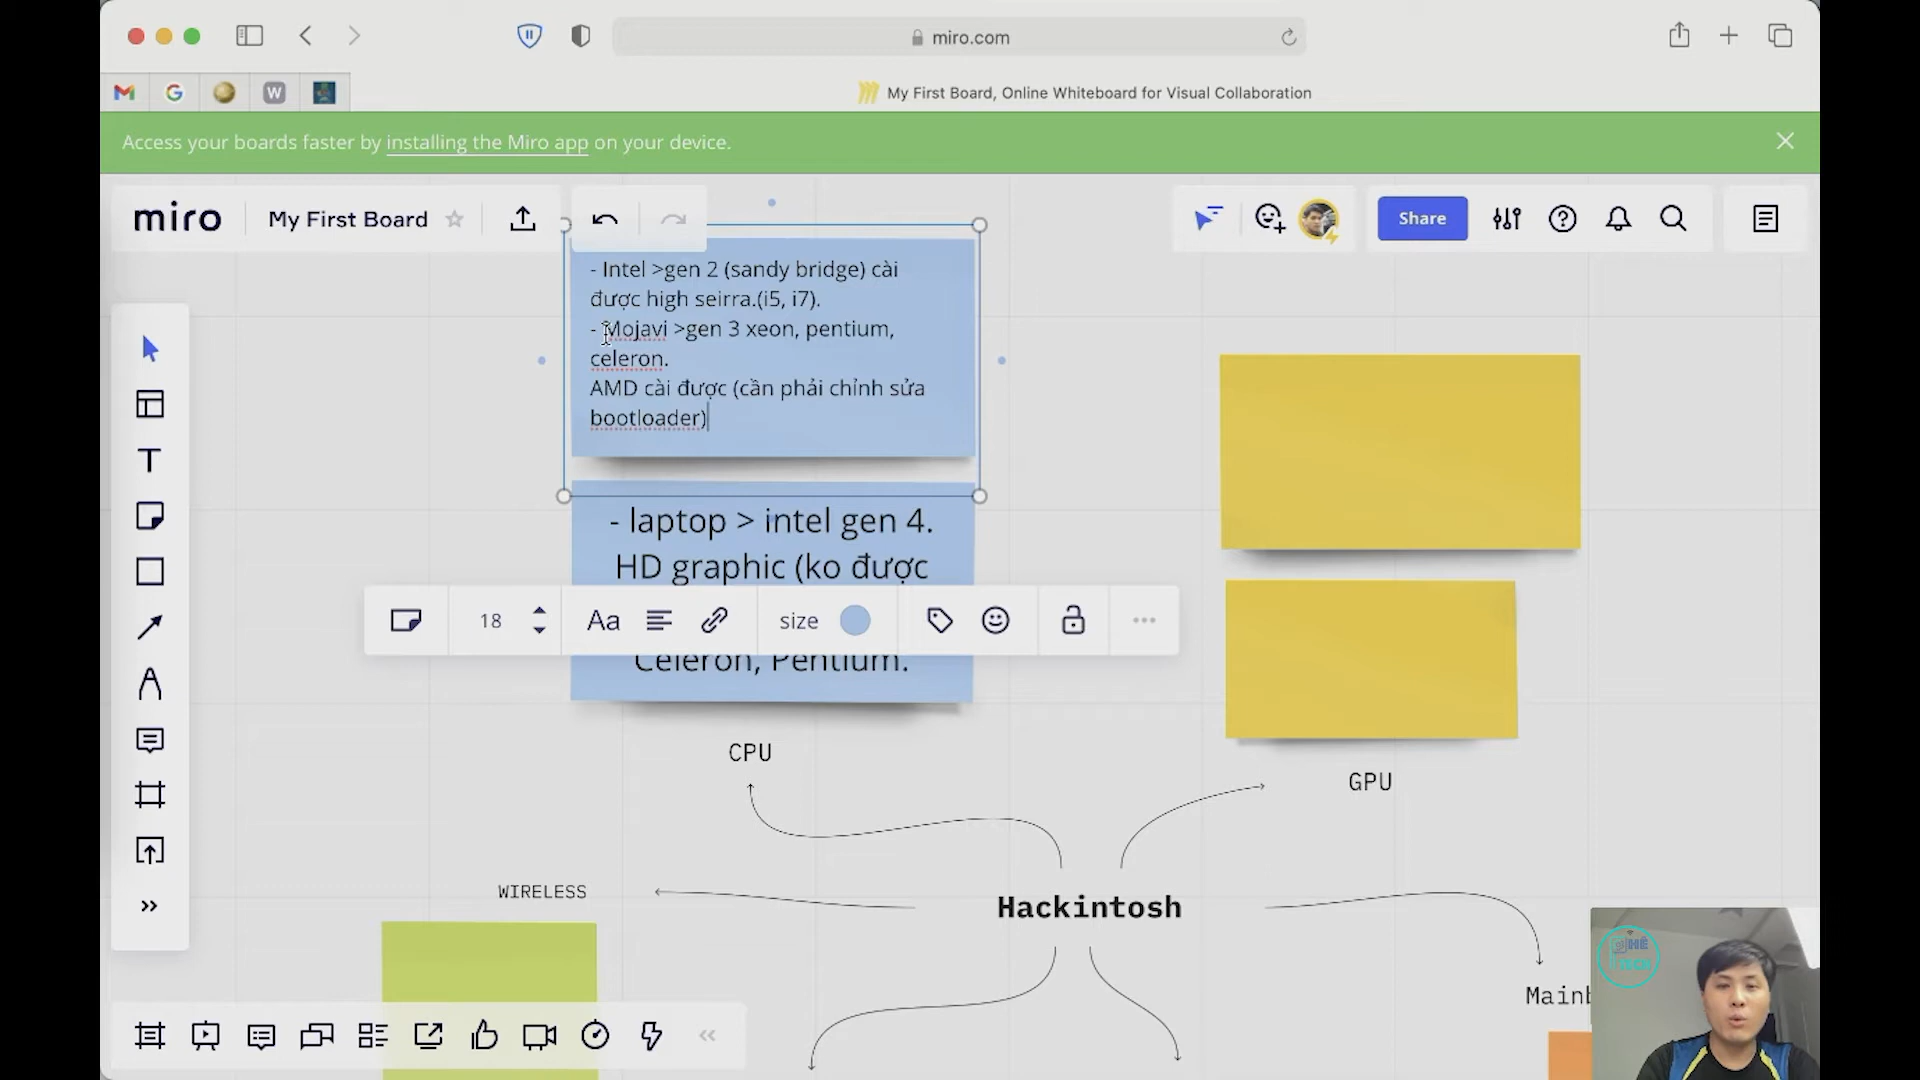 miro.com
W
My First Board, Online Whiteboard for Visual Collaboration
Access your boards faster by installing the Miro app on your device.
miro
My First Board
Share
- Intel >gen 2 (sandy bridge) cài
được high seirra.(i5, i7).
- Mojavi >gen 3 xeon, pentium,
celeron.
AMD cài được (cần phải chỉnh sửa
bootloader)
- laptop > intel gen 4.
HD graphic (ko được
18
Aa
size
Celeron, Pentium.
CPU
GPU
WIRELESS
Hackintosh
Mainb
HÊ
TECH